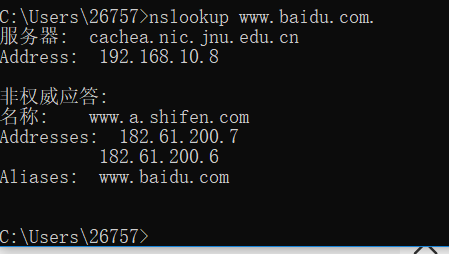 C:\Users\26757>nslookup www.baidu.com.
服务器:  cachea.nic.jnu.edu.cn
Address:  192.168.10.8
非权威应答:
名称:    www.a.shifen.com
Addresses:  182.61.200.7
182.61.200.6
Aliases:  www.baidu.com
C:\Users\26757>